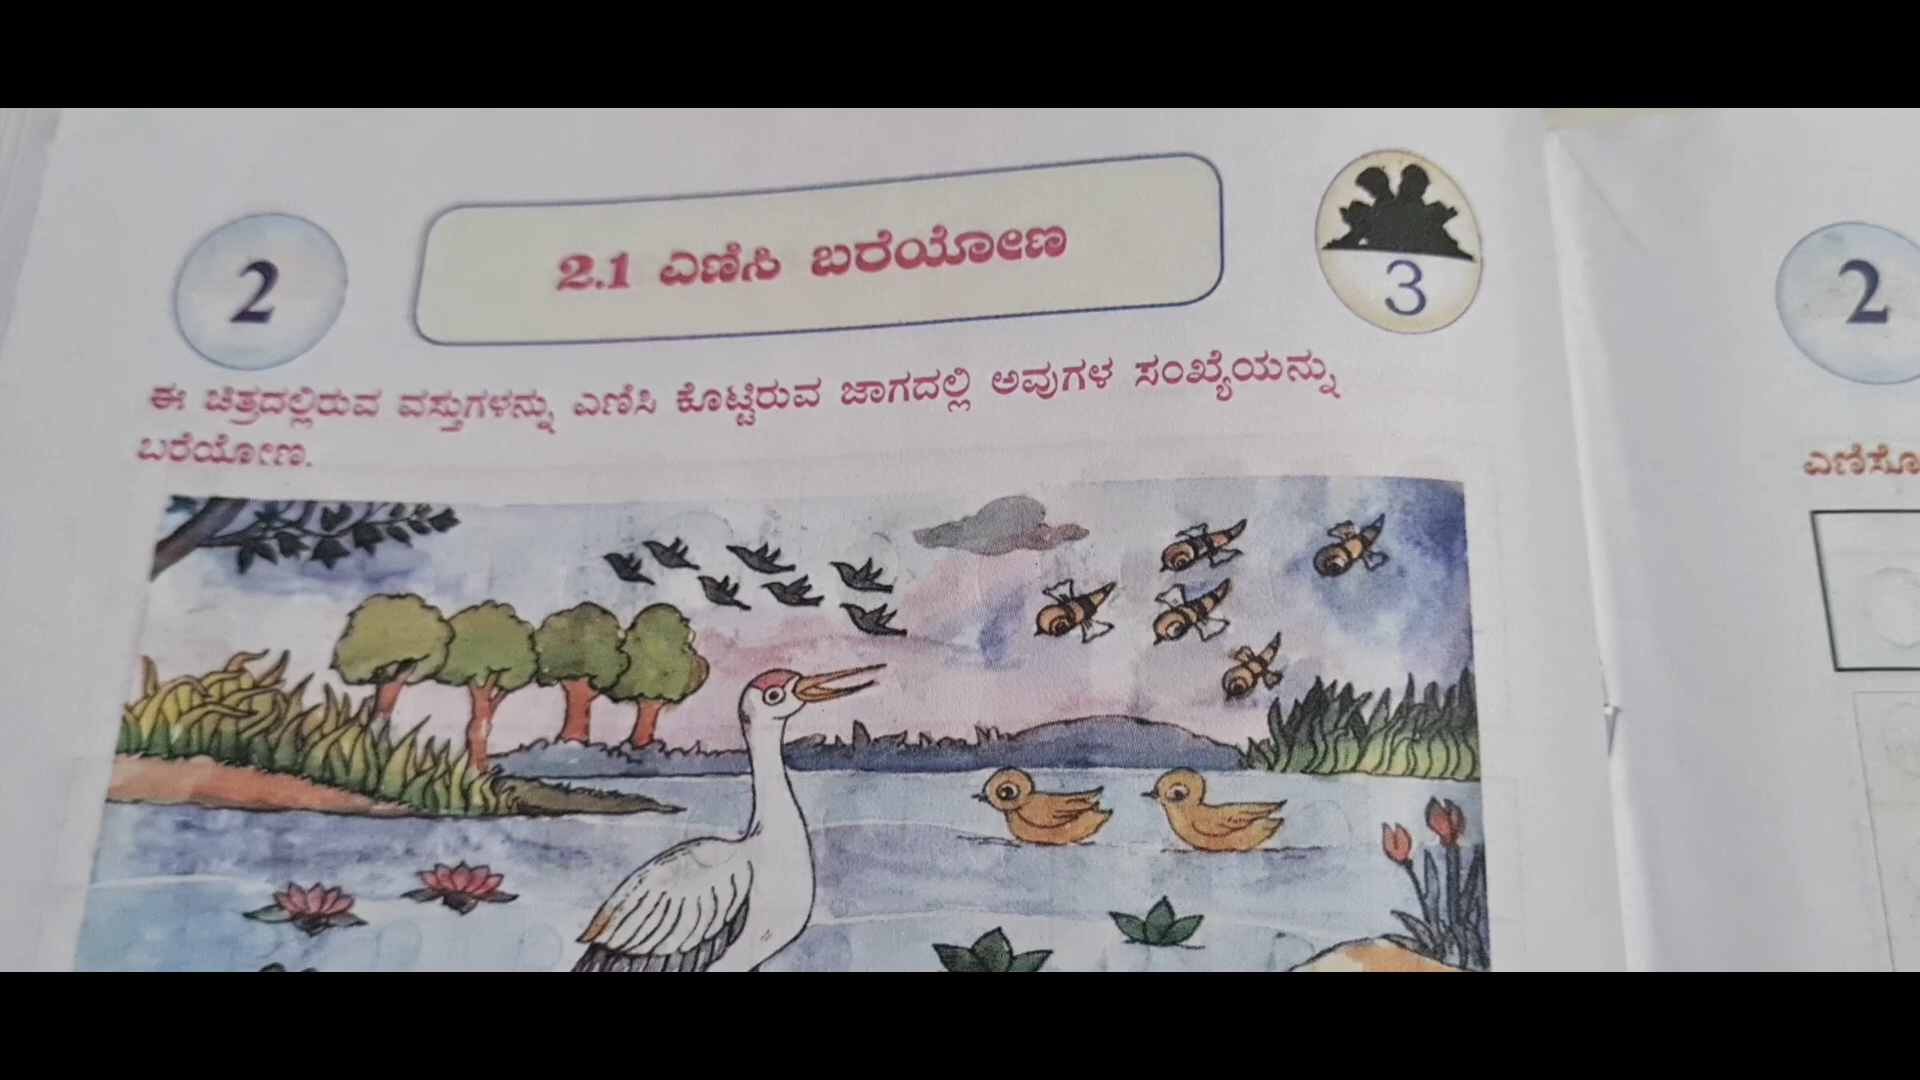 2
2.1 ಎಣಿಸಿ ಬರೆಯೋಣ
3
ಈ ಚಿತ್ರದಲ್ಲಿರುವ ವಸ್ತುಗಳನ್ನು ಎಣಿಸಿ ಕೊಟ್ಟಿರುವ ಜಾಗದಲ್ಲಿ ಅವುಗಳ ಸಂಖ್ಯೆಯನ್ನು
ಬರೆಯೋಣ.
2